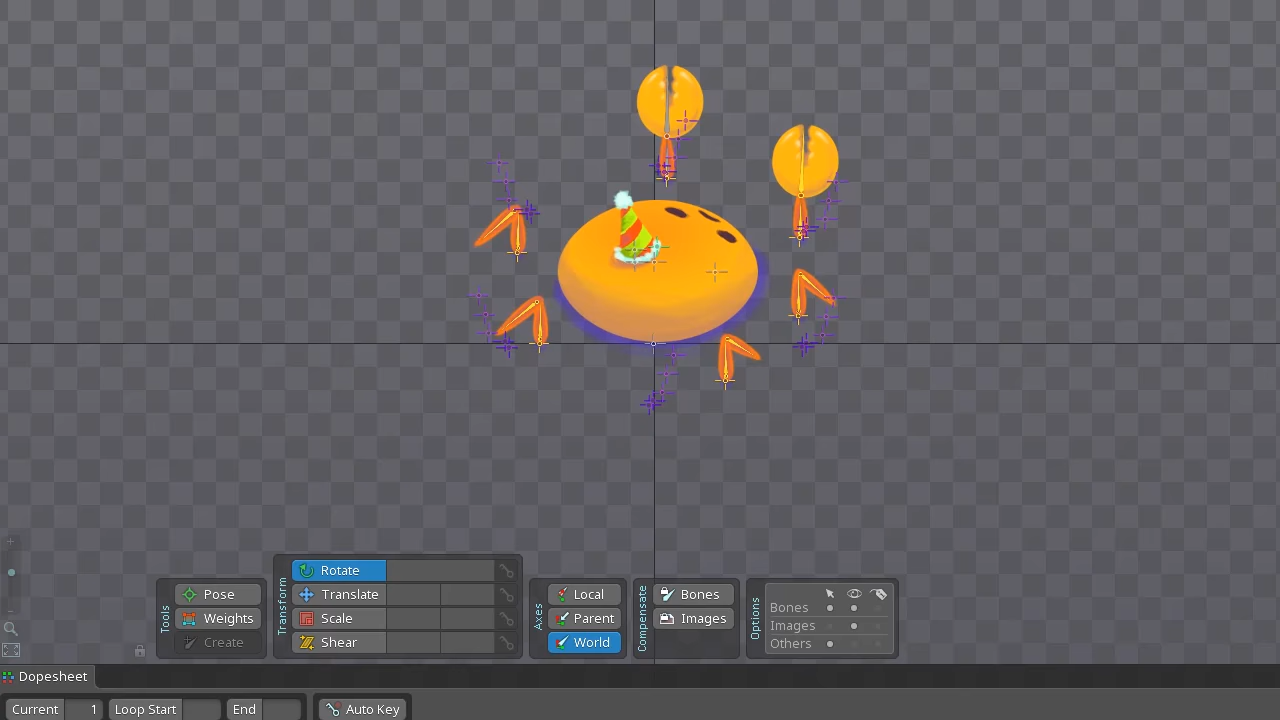 Tools
Pose
Weights
Create
Transform
Rotate
Translate
Scale
Shear
Axes
Local
Parent
World
Compensate
Bones
Images
Options
Bones
Images
Others
Dopesheet
Current 1 Loop Start End Auto Key